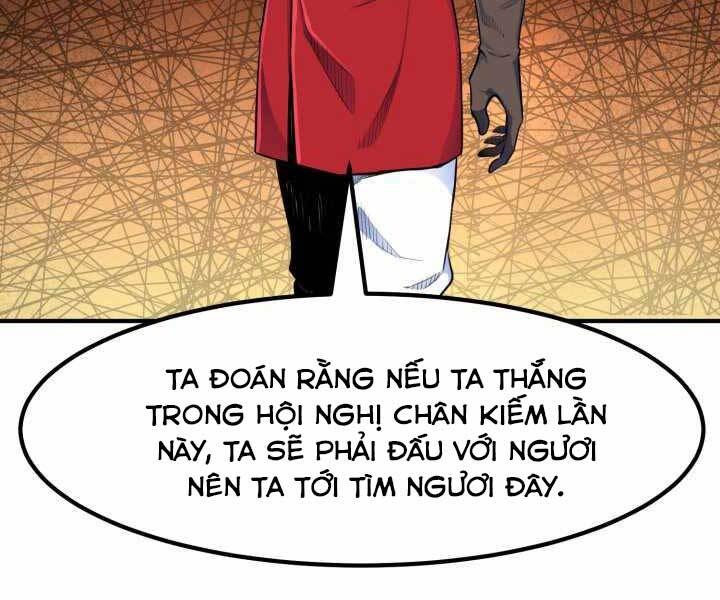 TA ĐOÁN RẰNG NẾU TA THẮNG
TRONG HỘI NGHỊ CHÂN KIẾM LẦN
NÀY, TA SẼ PHẢI ĐẤU VỚI NGƯƠI
NÊN TA TỚI TÌM NGƯƠI ĐÂY.